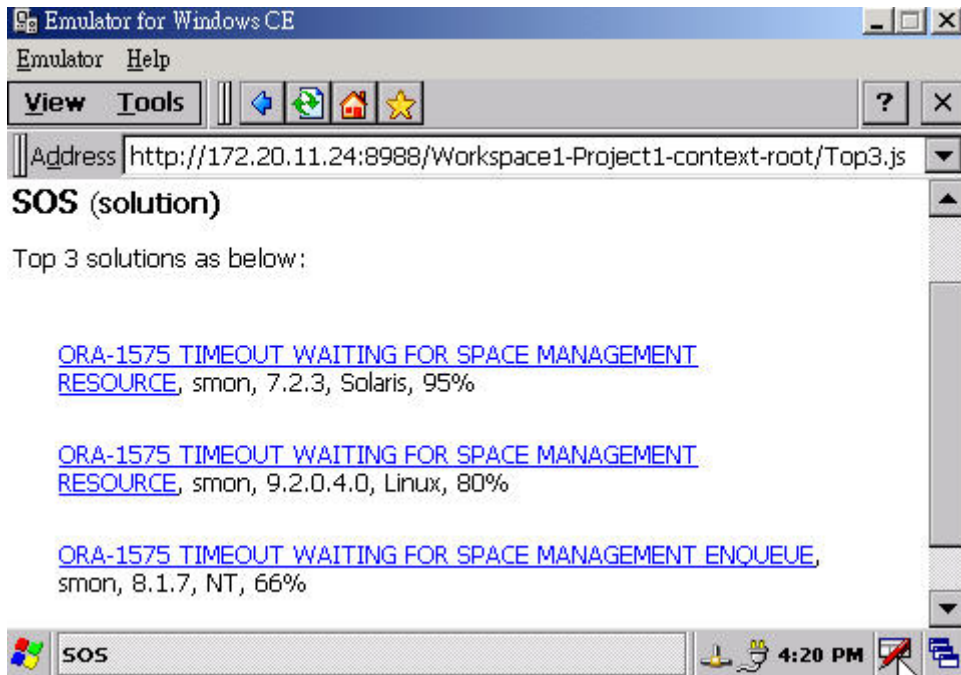 Emulator for Windows CE
Emulator Help
View Tools
?
Address http://172.20.11.24:8988/Workspace1-Project1-context-root/Top3.js
SOS (solution)
Top 3 solutions as below:
ORA-1575 TIMEOUT WAITING FOR SPACE MANAGEMENT
RESOURCE, smon, 7.2.3, Solaris, 95%
ORA-1575 TIMEOUT WAITING FOR SPACE MANAGEMENT
RESOURCE, smon, 9.2.0.4.0, Linux, 80%
ORA-1575 TIMEOUT WAITING FOR SPACE MANAGEMENT ENQUEUE,
smon, 8.1.7, NT, 66%
SOS 4:20 PM